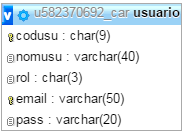 v u582370692_car usuario
codusu : char(9)
nomusu : varchar(40)
rol : char(3)
email : varchar(50)
pass : varchar(20)